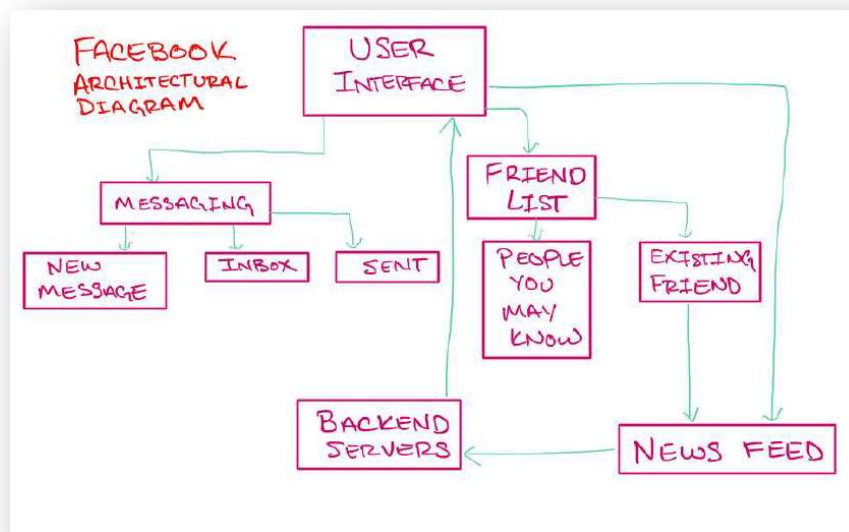 FACEBOOK
ARCHITECTURAL
DIAGRAM
USER
INTERFACE
MESSAGING
NEW
MESSAGE
INBOX
SENT
FRIEND
LIST
PEOPLE
YOU
MAY
KNOW
EXISTING
FRIEND
BACKEND
SERVERS
NEWS FEED